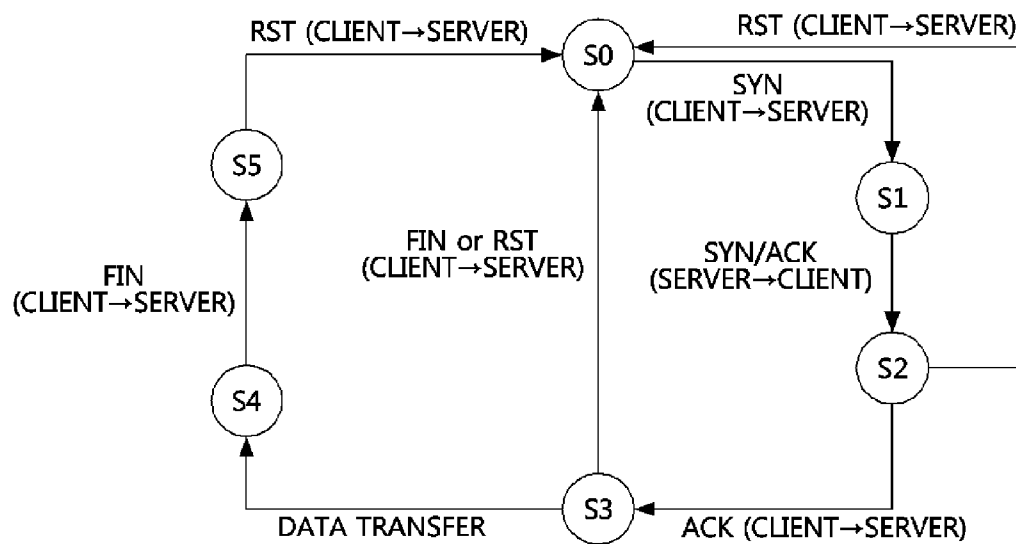 RST (CLIENT→SERVER)
RST (CLIENT→SERVER)
S0
SYN
(CLIENT→SERVER)
S5
S1
FIN or RST
(CLIENT→SERVER)
SYN/ACK
(SERVER→CLIENT)
FIN
(CLIENT→SERVER)
S2
S4
S3
DATA TRANSFER
ACK (CLIENT→SERVER)